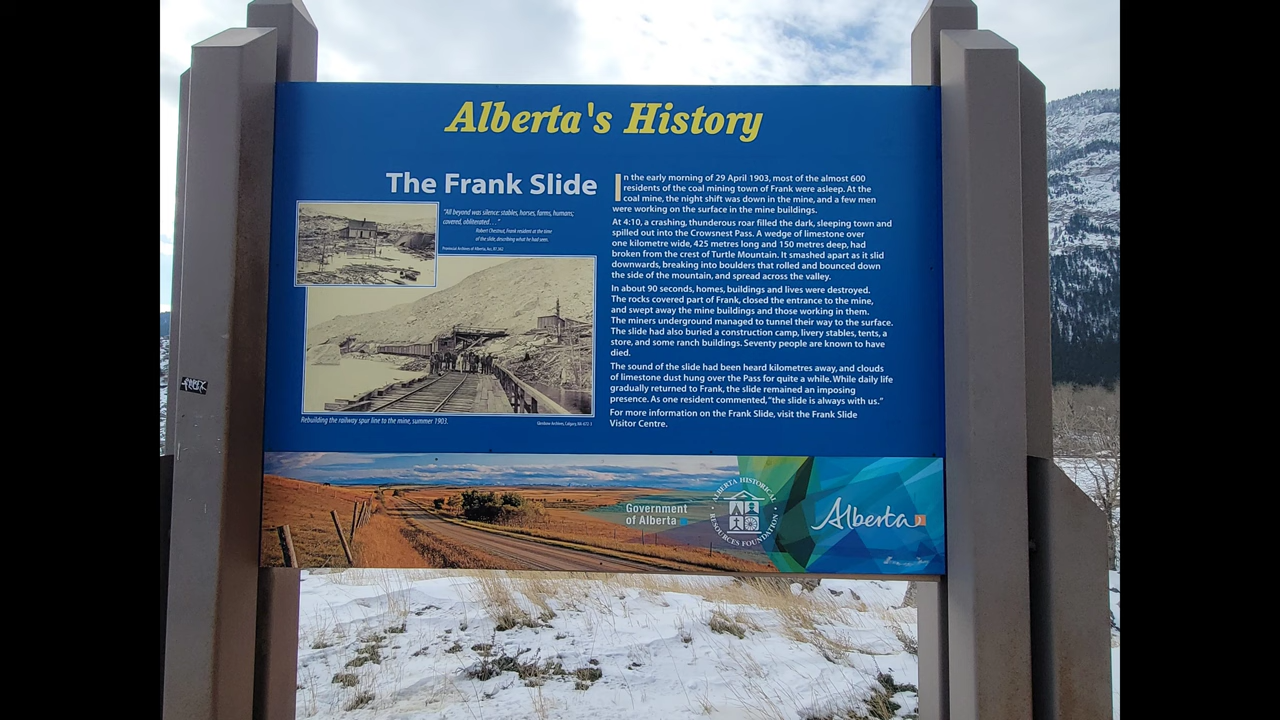 Alberta's History
The Frank Slide
"All beyond was silence: stables, horses, farms, humans;
covered, obliterated . . ."
Robert Chestnut, Frank resident at the time
of the slide, describing what he had seen.
Provincial Archives of Alberta,
Rebuilding the railway spur line to the mine, summer 1903.
Glenbow Archives, Calgary,
In the early morning of 29 April 1903, most of the almost 600
residents of the coal mining town of Frank were asleep. At the
coal mine, the night shift was down in the mine, and a few men
were working on the surface in the mine buildings.
At 4:10, a crashing, thunderous roar filled the dark, sleeping town and
spilled out into the Crowsnest Pass. A wedge of limestone over
one kilometre wide, 425 metres long and 150 metres deep, had
broken from the crest of Turtle Mountain. It smashed apart as it slid
downwards, breaking into boulders that rolled and bounced down
the side of the mountain, and spread across the valley.
In about 90 seconds, homes, buildings and lives were destroyed.
The rocks covered part of Frank, closed the entrance to the mine,
and swept away the mine buildings and those working in them.
The miners underground managed to tunnel their way to the surface.
The slide had also buried a construction camp, livery stables, tents, a
store, and some ranch buildings. Seventy people are known to have
died.
The sound of the slide had been heard kilometres away, and clouds
of limestone dust hung over the Pass for quite a while. While daily life
gradually returned to Frank, the slide remained an imposing
presence. As one resident commented, "the slide is always with us."
For more information on the Frank Slide, visit the Frank Slide
Visitor Centre.
Government
of Alberta
ALBERTA HISTORICAL
RESOURCES FOUNDATION
Alberta